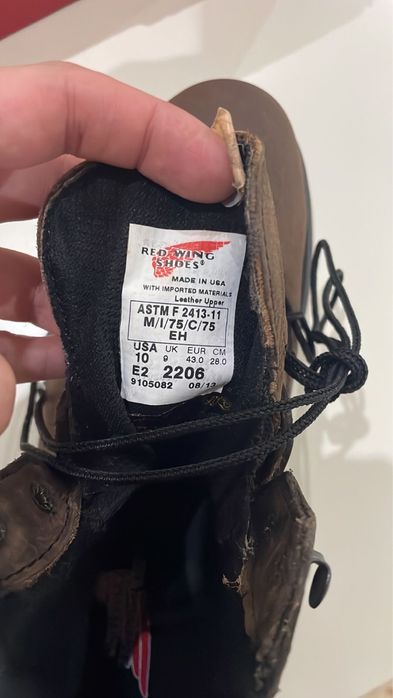 RED WING
SHOES®
MADE IN USA
WITH IMPORTED MATERIALS
Leather Upper
ASTM F 2413-11
M/I/75/C/75
EH
USA UK EUR CM
10 9 43.0 28.0
E2 2206
9105082 08/13